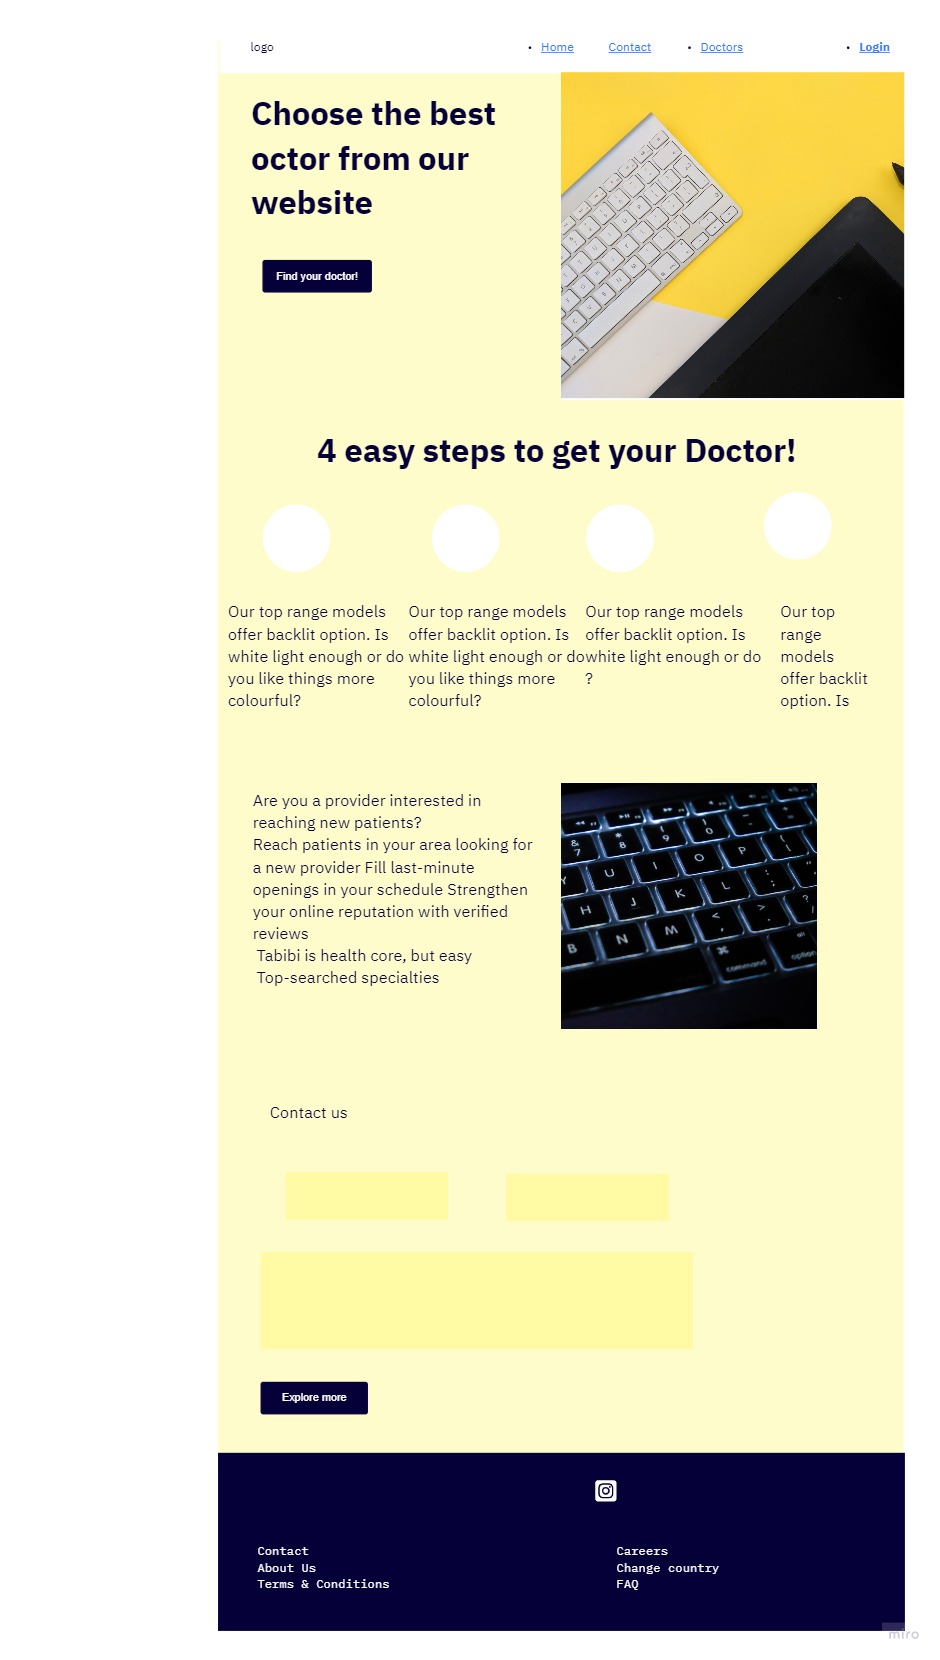 logo
• Home
Contact
• Doctors
• Login
Choose the best
octor from our
website
Find your doctor!
4 easy steps to get your Doctor!
Our top range models
offer backlit option. Is
white light enough or do
you like things more
colourful?
Our top range models
offer backlit option. Is
white light enough or do
you like things more
colourful?
Our top range models
offer backlit option. Is
white light enough or do
?
Our top
range
models
offer backlit
option. Is
Are you a provider interested in
reaching new patients?
Reach patients in your area looking for
a new provider Fill last-minute
openings in your schedule Strengthen
your online reputation with verified
reviews
Tabibi is health core, but easy
Top-searched specialties
& 7 * 8 ( 9 ) 0
Y U I O P
H J K L
B N M
command option
alt
Contact us
Explore more
Contact
About Us
Terms & Conditions
Careers
Change country
FAQ
miro